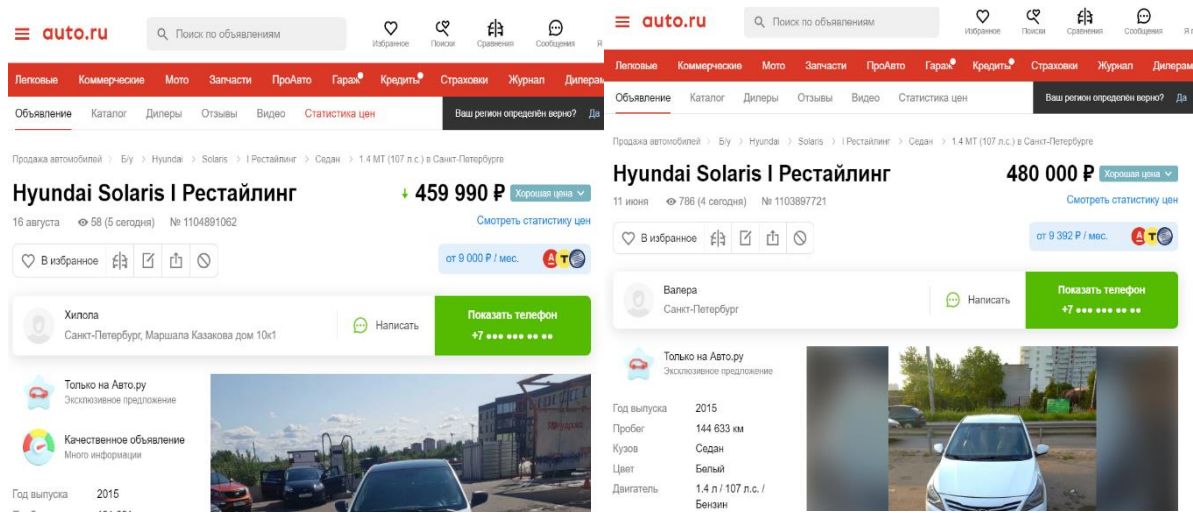 auto.ru
Поиск по объявлениям
Избранное Поиски Сравнения Сообщения Я
Легковые Коммерческие Мото Запчасти ПроАвто Гараж Кредиты Страховки Журнал Дилерам
Объявление Каталог Дилеры Отзывы Видео Статистика цен
Ваш регион определён верно? Да
Продажа автомобилей > Б/у > Hyundai > Solaris > I Рестайлинг > Седан > 1.4 MT (107 л.с.) в Санкт-Петербурге
Hyundai Solaris I Рестайлинг
↓ 459 990 ₽ Хорошая цена
16 августа 58 (5 сегодня) № 1104891062
Смотреть статистику цен
В избранное
от 9 000 ₽ / мес.
Хилола
Санкт-Петербург, Маршала Казакова дом 10к1
Написать
Показать телефон
+7 ●●● ●●● ●● ●●
Только на Авто.ру
Эксклюзивное предложение
Качественное объявление
Много информации
Год выпуска 2015
auto.ru
Поиск по объявлениям
Избранное Поиски Сравнения Сообщения
Легковые Коммерческие Мото Запчасти ПроАвто Гараж Кредиты Страховки Журнал Дилерам
Объявление Каталог Дилеры Отзывы Видео Статистика цен
Ваш регион определён верно? Да
Продажа автомобилей > Б/у > Hyundai > Solaris > I Рестайлинг > Седан > 1.4 MT (107 л.с.) в Санкт-Петербурге
Hyundai Solaris I Рестайлинг
480 000 ₽ Хорошая цена
11 июня 786 (4 сегодня) № 1103897721
Смотреть статистику цен
В избранное
от 9 392 ₽ / мес.
Валера
Санкт-Петербург
Написать
Показать телефон
+7 ●●● ●●● ●● ●●
Только на Авто.ру
Эксклюзивное предложение
Год выпуска 2015
Пробег 144 633 км
Кузов Седан
Цвет Белый
Двигатель 1.4 л / 107 л.с. /
Бензин